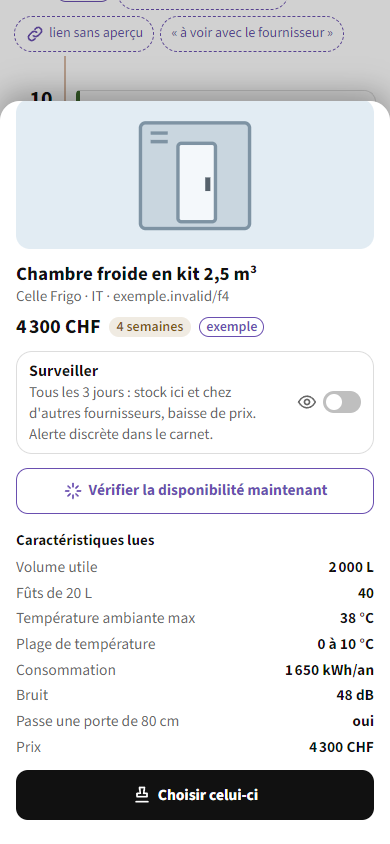 lien sans aperçu
« à voir avec le fournisseur »
10
Chambre froide en kit 2,5 m³
Celle Frigo · IT · exemple.invalid/f4
4 300 CHF 4 semaines exemple
Surveiller
Tous les 3 jours : stock ici et chez
d'autres fournisseurs, baisse de prix.
Alerte discrète dans le carnet.
Vérifier la disponibilité maintenant
Caractéristiques lues
Volume utile 2 000 L
Fûts de 20 L 40
Température ambiante max 38 °C
Plage de température 0 à 10 °C
Consommation 1 650 kWh/an
Bruit 48 dB
Passe une porte de 80 cm oui
Prix 4 300 CHF
Choisir celui-ci